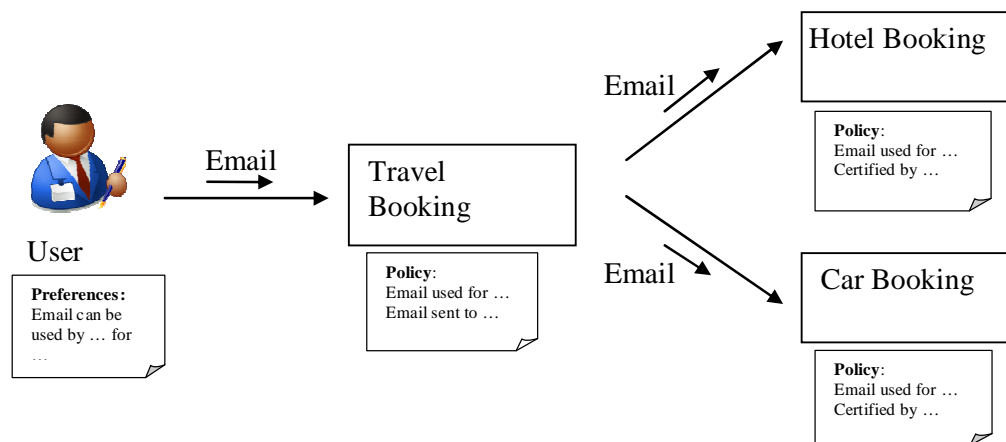 User
Preferences:
Email can be
used by … for
…
Email
Travel
Booking
Policy:
Email used for …
Email sent to …
Email
Email
Hotel Booking
Policy:
Email used for …
Certified by …
Car Booking
Policy:
Email used for …
Certified by …